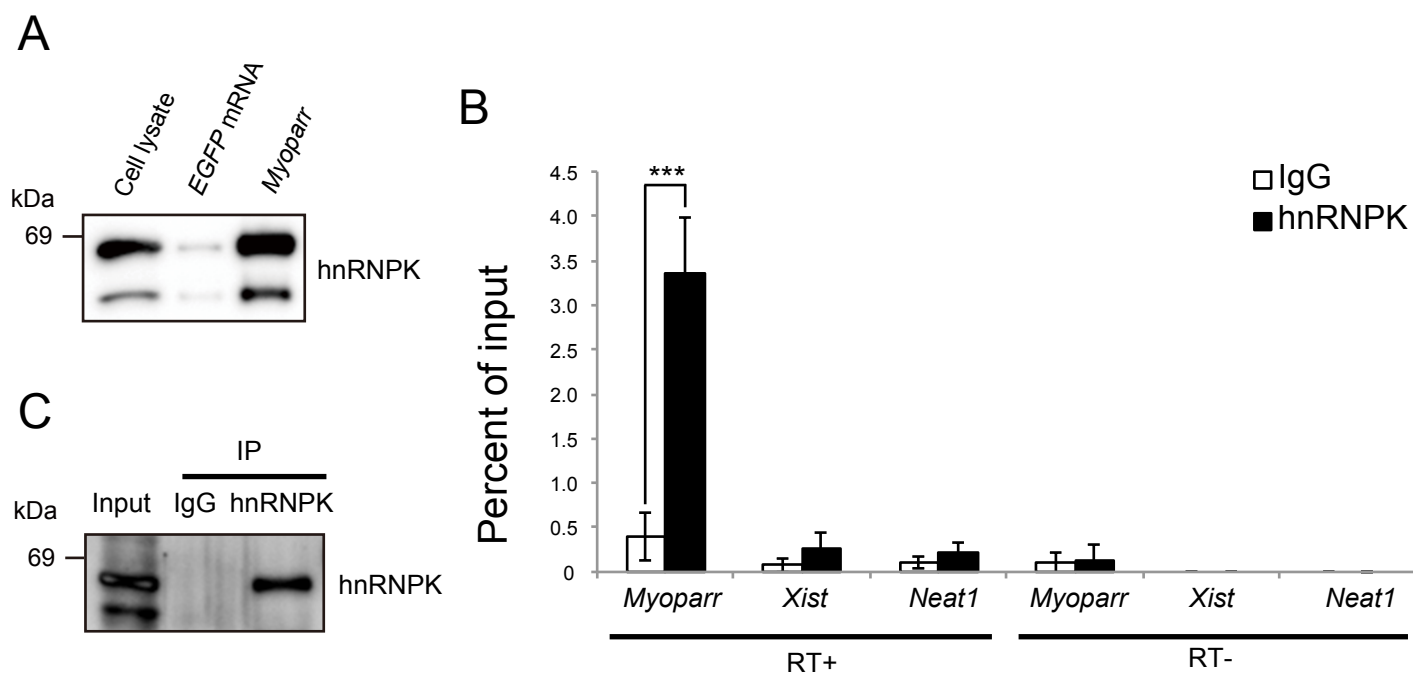 A
Cell lysate
EGFP mRNA
Myoparr
kDa
69
hnRNPK
B
4.5
4.0
3.5
3.0
2.5
2.0
1.5
1.0
0.5
0
Percent of input
***
IgG
hnRNPK
Myoparr Xist Neat1 Myoparr Xist Neat1
RT+ RT-
C
IP
Input IgG hnRNPK
kDa
69
hnRNPK